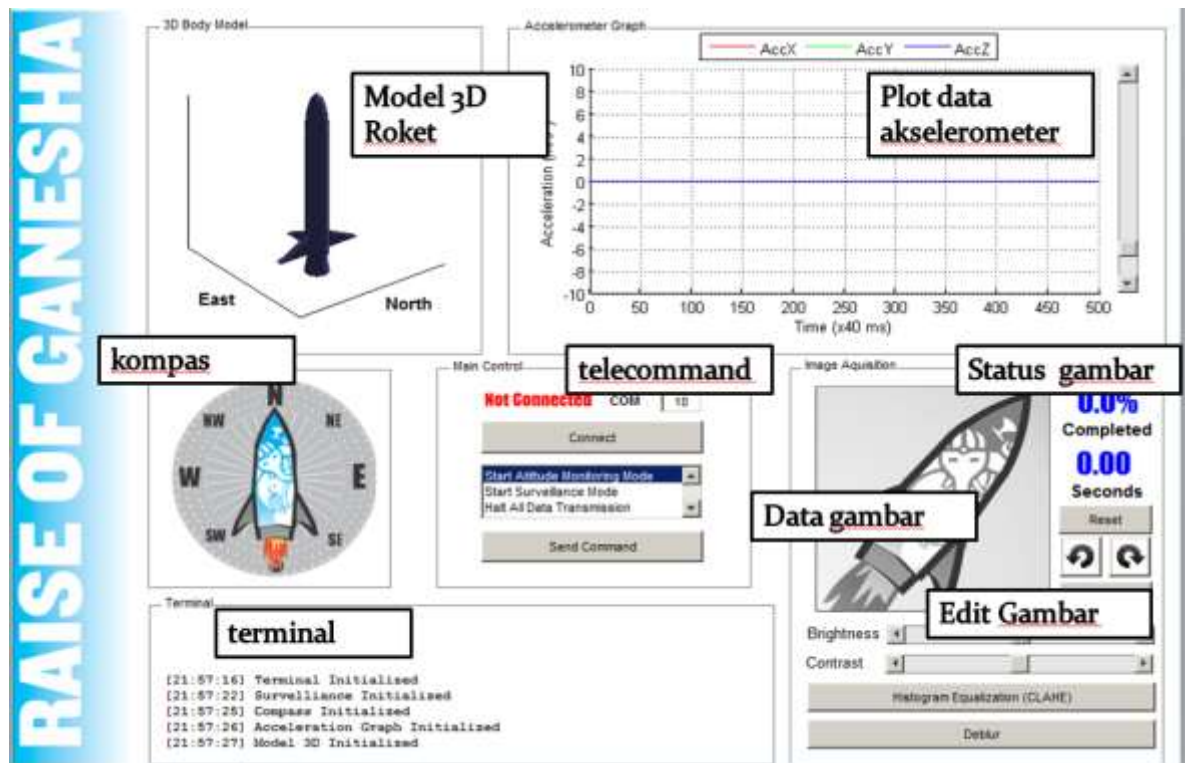 RAISE OF GANESHA
3D Body Model
Model 3D
Roket
East
North
Accelerometer Graph
AccX AccY AccZ
Plot data
akselerometer
10
8
6
4
2
0
-2
-4
-6
-8
-10
0 50 100 150 200 250 300 350 400 450 500
Time (x40 ms)
kompas
N
NW NE
W E
SW SE
Main Control
telecommand
Not Connected COM 10
Connect
Start Attitude Monitoring Mode
Start Surveillance Mode
Halt All Data Transmission
Send Command
Image Aquisition
Status gambar
0.0%
Completed
0.00
Seconds
Reset
Data gambar
Edit Gambar
Brightness
Contrast
Histogram Equalization (CLAHE)
Deblur
Terminal
terminal
[21:57:16] Terminal Initialized
[21:57:22] Survelliance Initialized
[21:57:25] Compass Initialized
[21:57:26] Acceleration Graph Initialized
[21:57:27] Model 3D Initialized